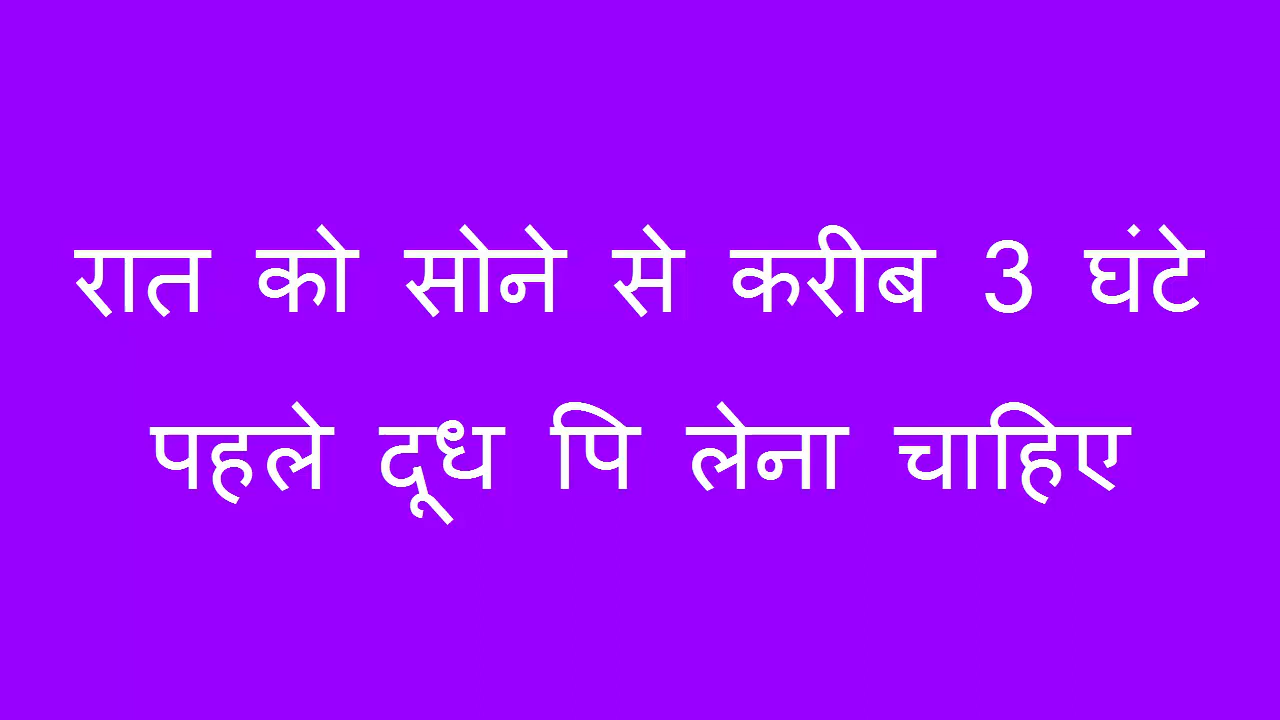 रात को सोने से करीब 3 घंटे
पहले दूध पि लेना चाहिए